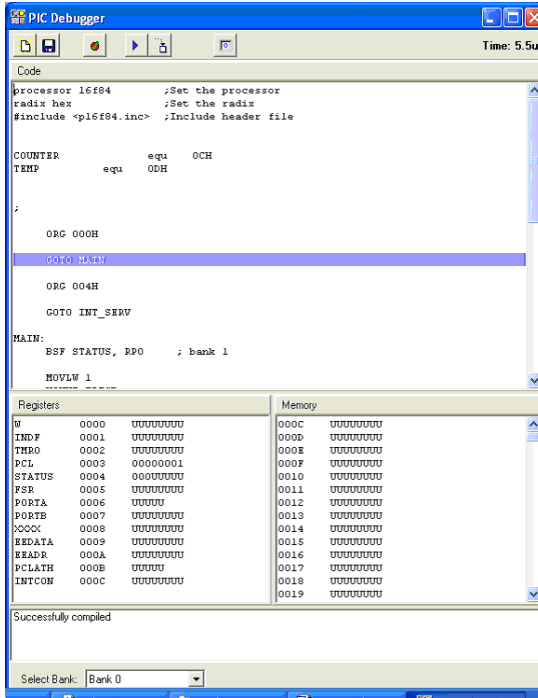 PIC Debugger
Time: 5.5u
Code
processor 16f84 ;Set the processor
radix hex ;Set the radix
#include <p16f84.inc> ;Include header file
COUNTER equ 0CH
TEMP equ 0DH
;
ORG 000H
GOTO MAIN
ORG 004H
GOTO INT_SERV
MAIN:
BSF STATUS, RP0 ; bank 1
MOVLW 1
Registers
W 0000 UUUUUUUU
INDF 0001 UUUUUUUU
TMR0 0002 UUUUUUUU
PCL 0003 00000001
STATUS 0004 000UUUUU
FSR 0005 UUUUUUUU
PORTA 0006 UUUUU
PORTB 0007 UUUUUUUU
XXXX 0008 UUUUUUUU
EEDATA 0009 UUUUUUUU
EEADR 000A UUUUUUUU
PCLATH 000B UUUUU
INTCON 000C UUUUUUUU
Memory
000C UUUUUUUU
000D UUUUUUUU
000E UUUUUUUU
000F UUUUUUUU
0010 UUUUUUUU
0011 UUUUUUUU
0012 UUUUUUUU
0013 UUUUUUUU
0014 UUUUUUUU
0015 UUUUUUUU
0016 UUUUUUUU
0017 UUUUUUUU
0018 UUUUUUUU
0019 UUUUUUUU
Successfully compiled
Select Bank: Bank 0